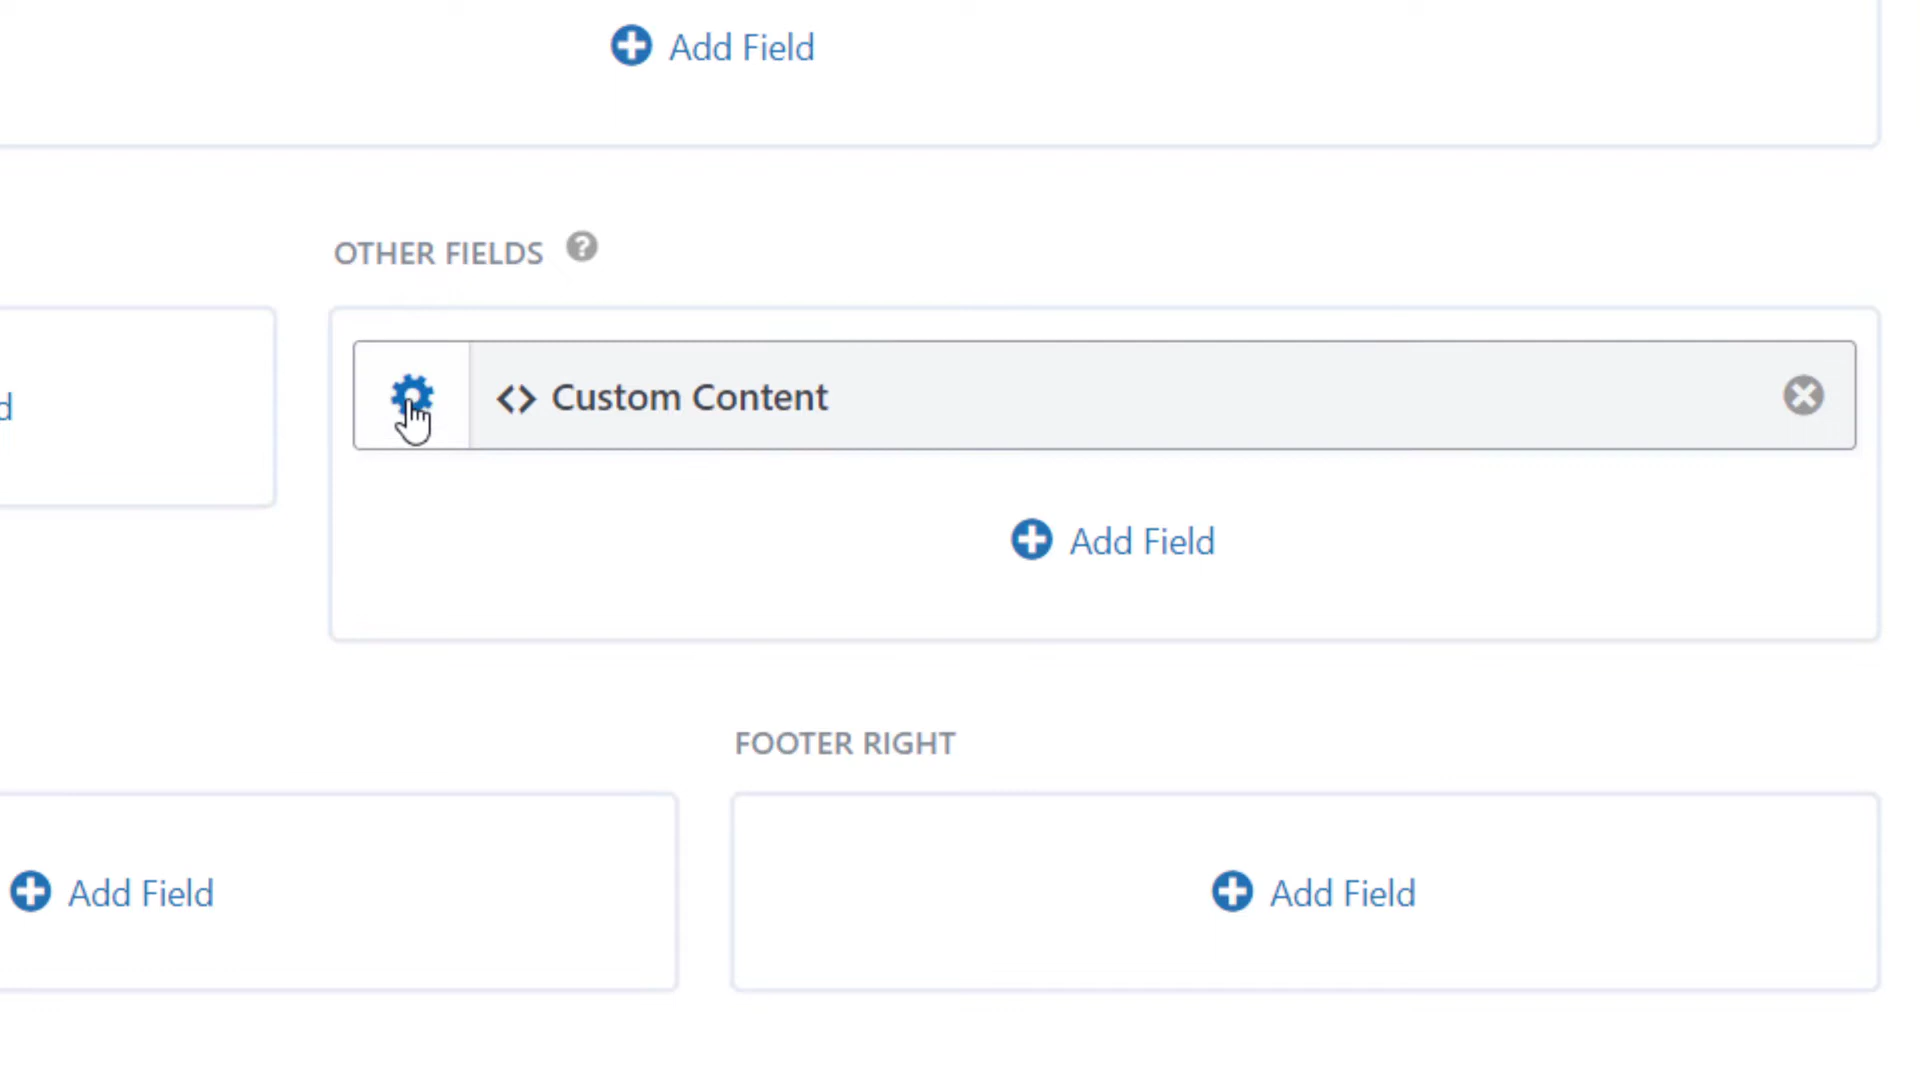 Add Field
OTHER FIELDS
d
<> Custom Content
Add Field
FOOTER RIGHT
Add Field
Add Field